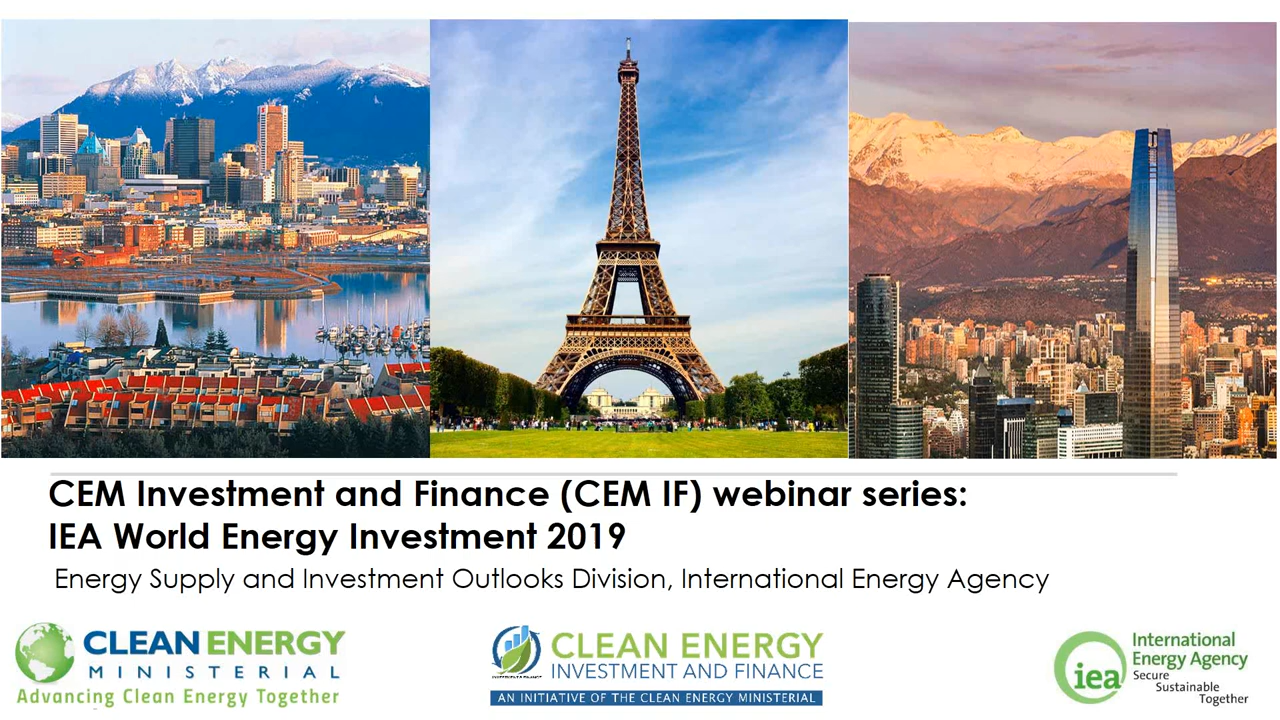 CEM Investment and Finance (CEM IF) webinar series:
IEA World Energy Investment 2019
Energy Supply and Investment Outlooks Division, International Energy Agency
CLEAN ENERGY
MINISTERIAL
Advancing Clean Energy Together
CLEAN ENERGY
INVESTMENT AND FINANCE
AN INITIATIVE OF THE CLEAN ENERGY MINISTERIAL
iea
International
Energy Agency
Secure
Sustainable
Together